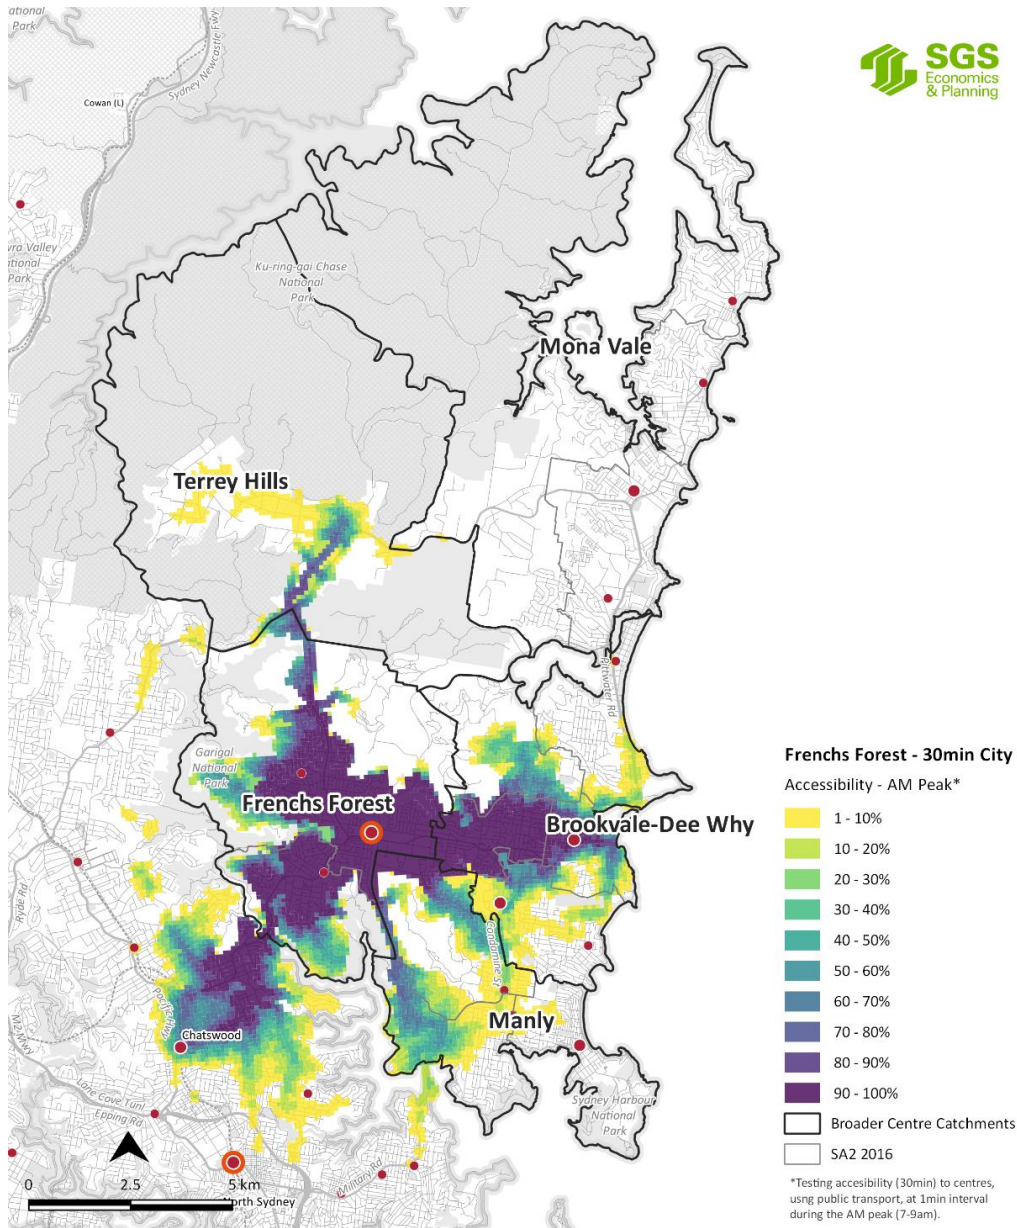 ational
Park
SGS
Economics
& Planning
Sydney Newcastle Fwy
Cowan (L)
vra Valley
ational
Park
Ku-ring-gai Chase
National
Park
Mona Vale
Terrey Hills
Pittwater Rd
Garigal
National
Park
Frenchs Forest
Brookvale-Dee Why
Ryde Rd
Condamine St
Pacific Hwy
Chatswood
Manly
M2 Mwy
Lane Cove Tunl
Epping Rd
Sydney Harbour
National
Park
Military Rd
North Sydney
0 2.5 5 km
Frenchs Forest - 30min City
Accessibility - AM Peak*
1 - 10%
10 - 20%
20 - 30%
30 - 40%
40 - 50%
50 - 60%
60 - 70%
70 - 80%
80 - 90%
90 - 100%
Broader Centre Catchments
SA2 2016
*Testing accesibility (30min) to centres,
usng public transport, at 1min interval
during the AM peak (7-9am).